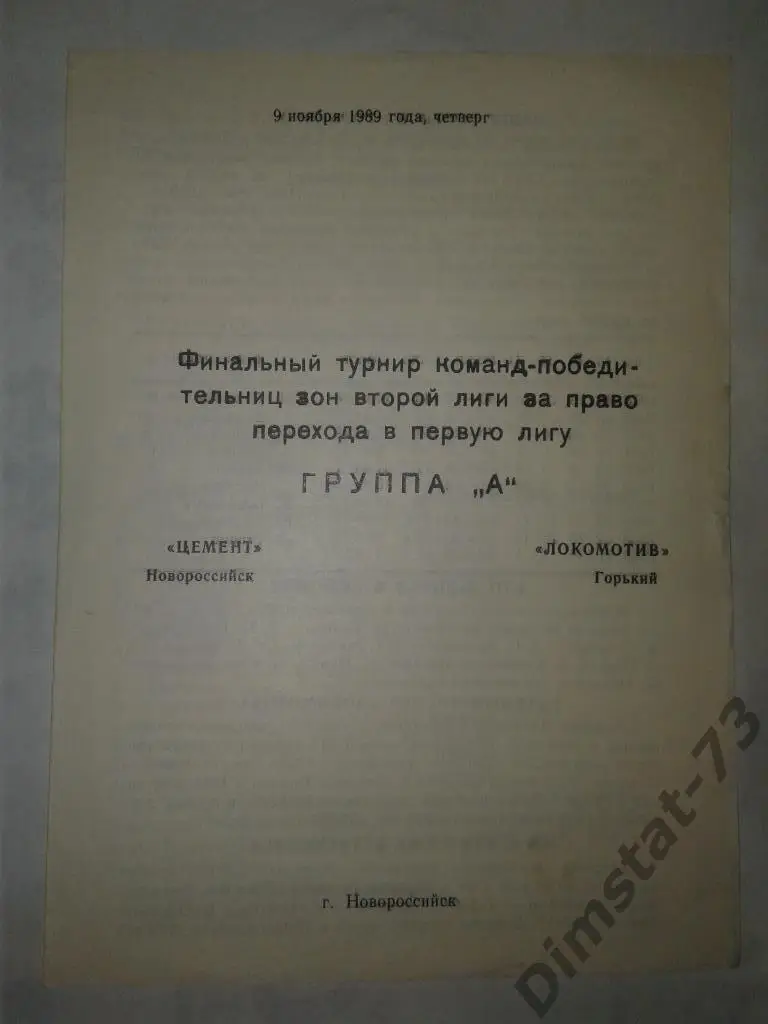 9 ноября 1989 года, четверг
Финальный турнир команд-победи-
тельниц зон второй лиги за право
перехода в первую лигу
ГРУППА „А“
«ЦЕМЕНТ» «ЛОКОМОТИВ»
Новороссийск Горький
г. Новороссийск
Dimstat-73